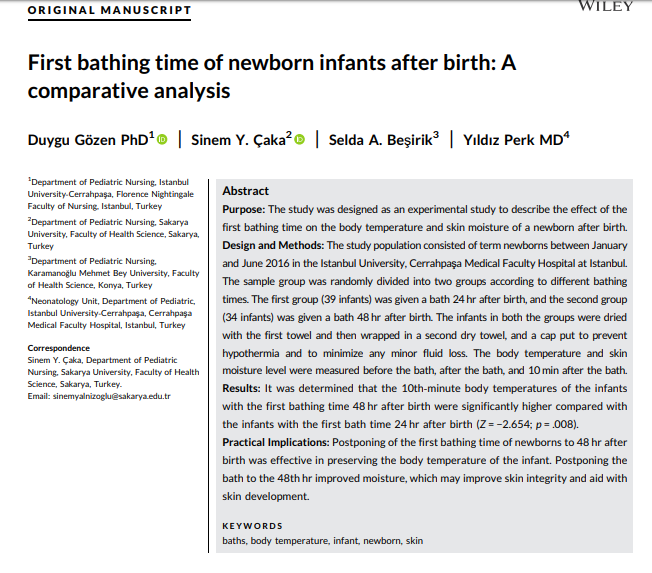 ORIGINAL MANUSCRIPT
WILEY
First bathing time of newborn infants after birth: A
comparative analysis
Duygu Gözen PhD1 | Sinem Y. Çaka2 | Selda A. Beşirik3 | Yıldız Perk MD4
1Department of Pediatric Nursing, Istanbul
University-Cerrahpaşa, Florence Nightingale
Faculty of Nursing, Istanbul, Turkey
2Department of Pediatric Nursing, Sakarya
University, Faculty of Health Science, Sakarya,
Turkey
3Department of Pediatric Nursing,
Karamanoğlu Mehmet Bey University, Faculty
of Health Science, Konya, Turkey
4Neonatology Unit, Department of Pediatric,
Istanbul University-Cerrahpaşa, Cerrahpaşa
Medical Faculty Hospital, Istanbul, Turkey
Correspondence
Sinem Y. Çaka, Department of Pediatric
Nursing, Sakarya University, Faculty of Health
Science, Sakarya, Turkey.
Email: sinemyalnizoglu@sakarya.edu.tr
Abstract
Purpose: The study was designed as an experimental study to describe the effect of the
first bathing time on the body temperature and skin moisture of a newborn after birth.
Design and Methods: The study population consisted of term newborns between January
and June 2016 in the Istanbul University, Cerrahpaşa Medical Faculty Hospital at Istanbul.
The sample group was randomly divided into two groups according to different bathing
times. The first group (39 infants) was given a bath 24 hr after birth, and the second group
(34 infants) was given a bath 48 hr after birth. The infants in both the groups were dried
with the first towel and then wrapped in a second dry towel, and a cap put to prevent
hypothermia and to minimize any minor fluid loss. The body temperature and skin
moisture level were measured before the bath, after the bath, and 10 min after the bath.
Results: It was determined that the 10th-minute body temperatures of the infants
with the first bathing time 48 hr after birth were significantly higher compared with
the infants with the first bath time 24 hr after birth (Z = −2.654; p = .008).
Practical Implications: Postponing of the first bathing time of newborns to 48 hr after
birth was effective in preserving the body temperature of the infant. Postponing the
bath to the 48th hr improved moisture, which may improve skin integrity and aid with
skin development.
KEYWORDS
baths, body temperature, infant, newborn, skin